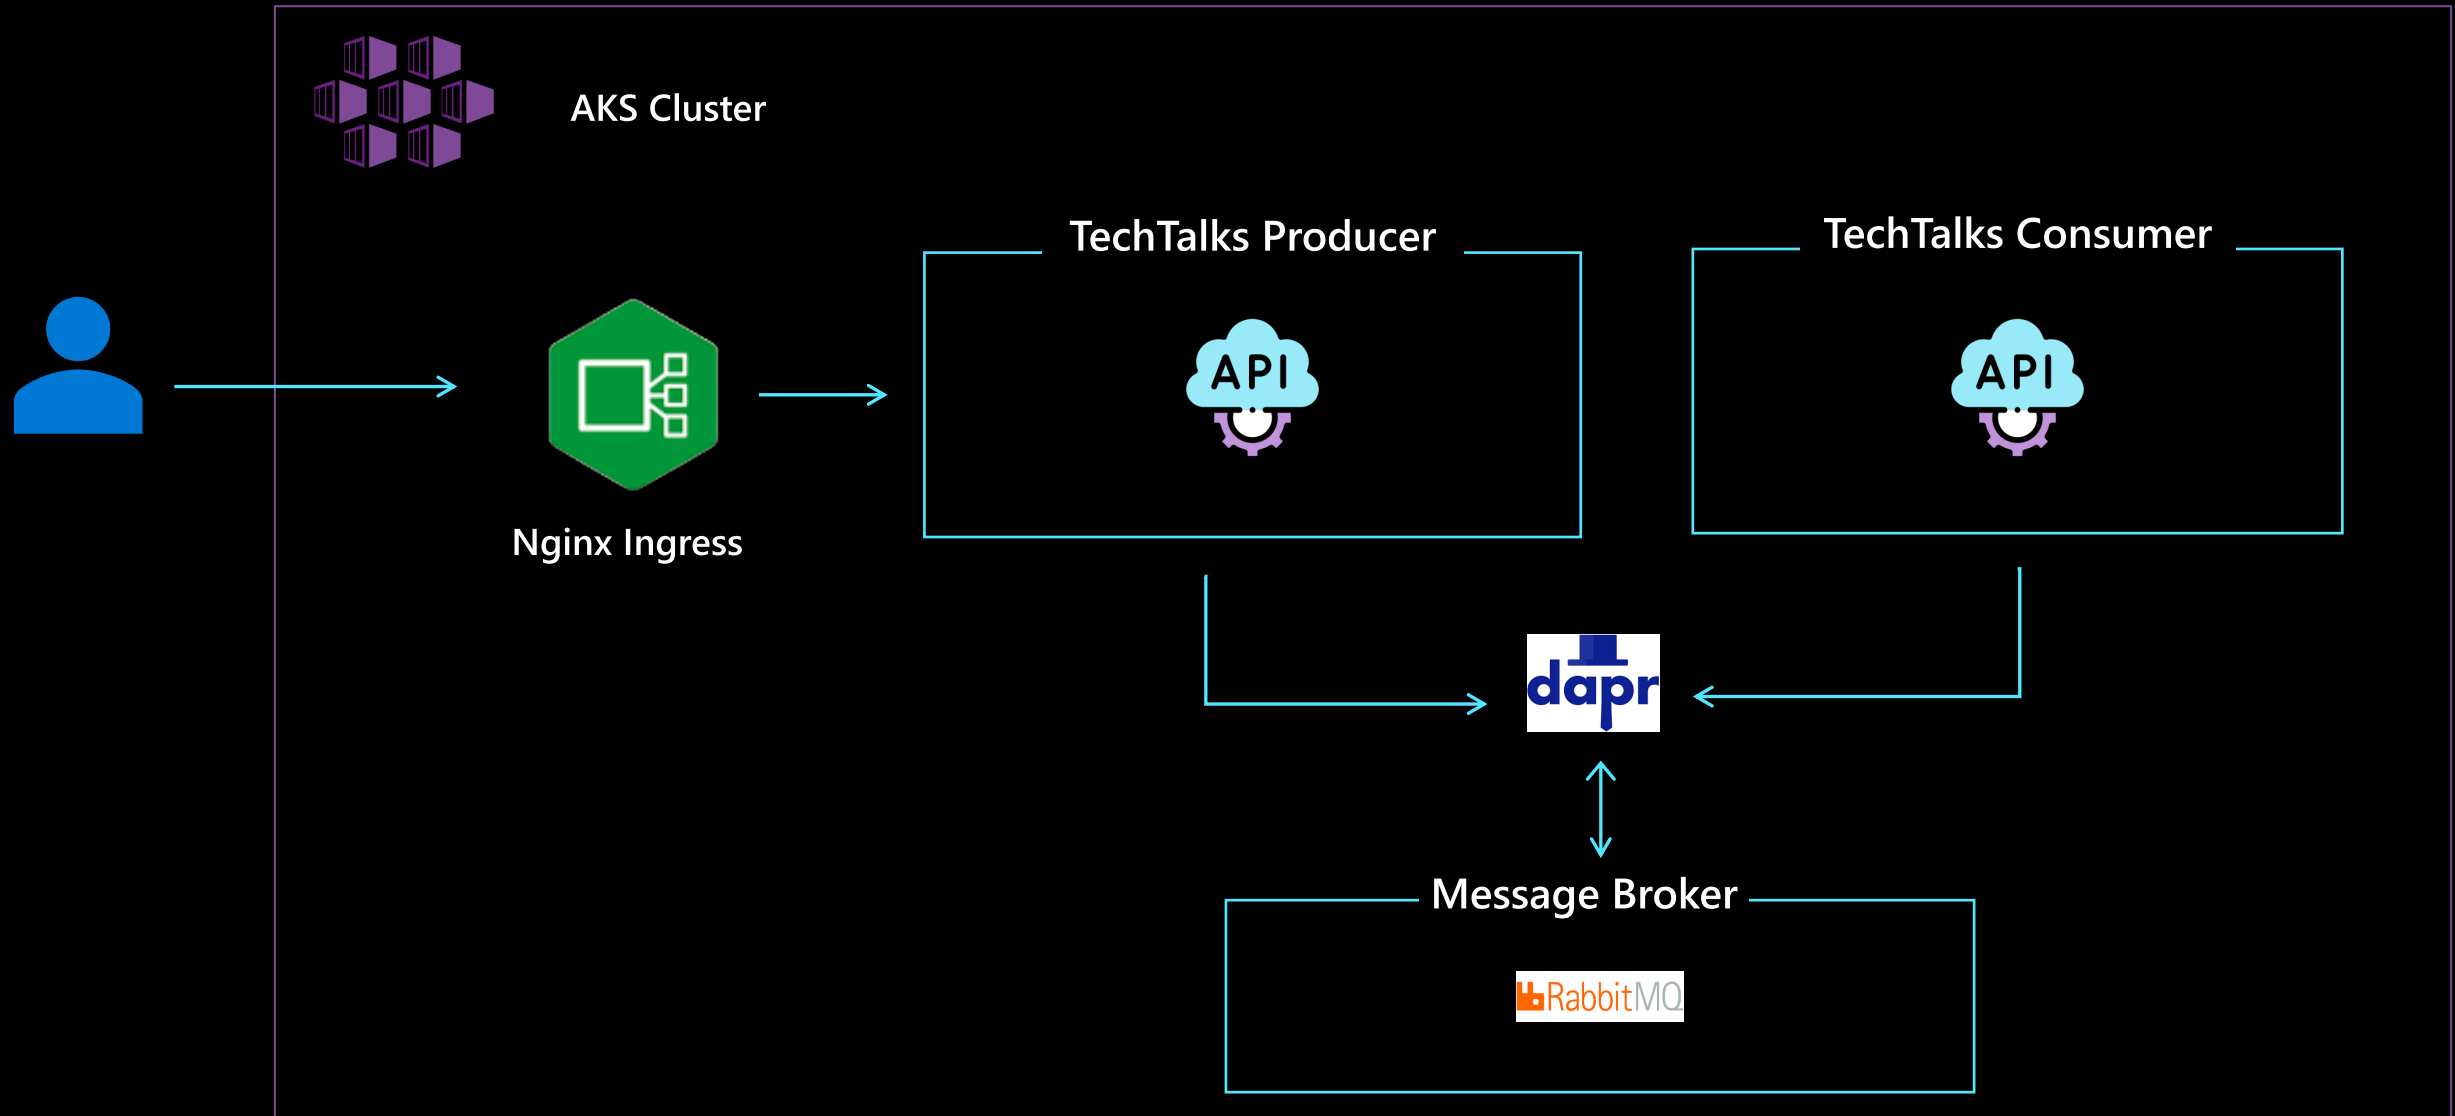 AKS Cluster
TechTalks Producer
TechTalks Consumer
API
API
Nginx Ingress
dapr
Message Broker
RabbitMQ